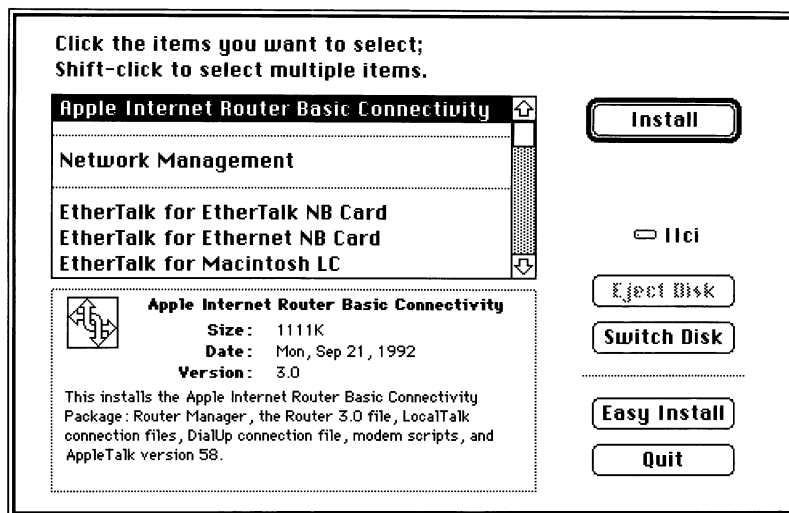 Click the items you want to select;
Shift-click to select multiple items.
Apple Internet Router Basic Connectivity
Network Management
EtherTalk for EtherTalk NB Card
EtherTalk for Ethernet NB Card
EtherTalk for Macintosh LC
Apple Internet Router Basic Connectivity
Size: 1111K
Date: Mon, Sep 21, 1992
Version: 3.0
This installs the Apple Internet Router Basic Connectivity
Package: Router Manager, the Router 3.0 file, LocalTalk
connection files, DialUp connection file, modem scripts, and
AppleTalk version 58.
Install
IIci
Eject Disk
Switch Disk
Easy Install
Quit